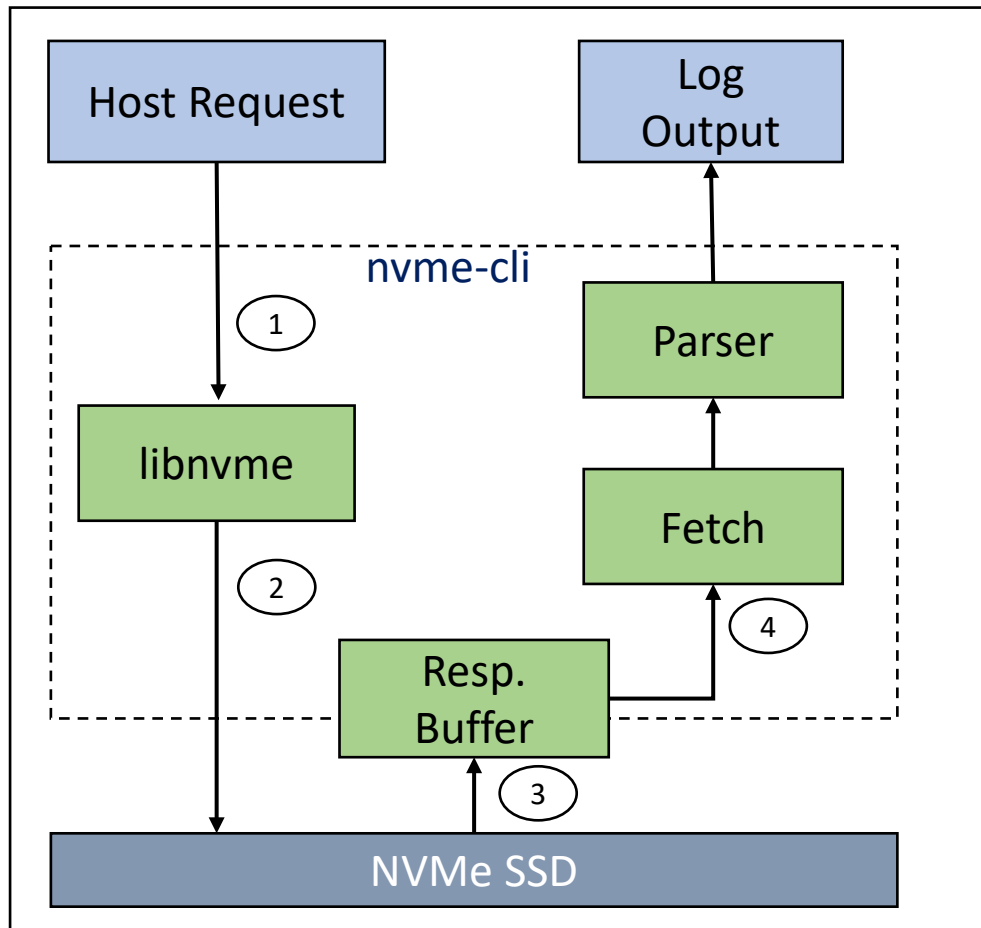 Host Request
Log
Output
nvme-cli
1
Parser
libnvme
Fetch
2
4
Resp.
Buffer
3
NVMe SSD